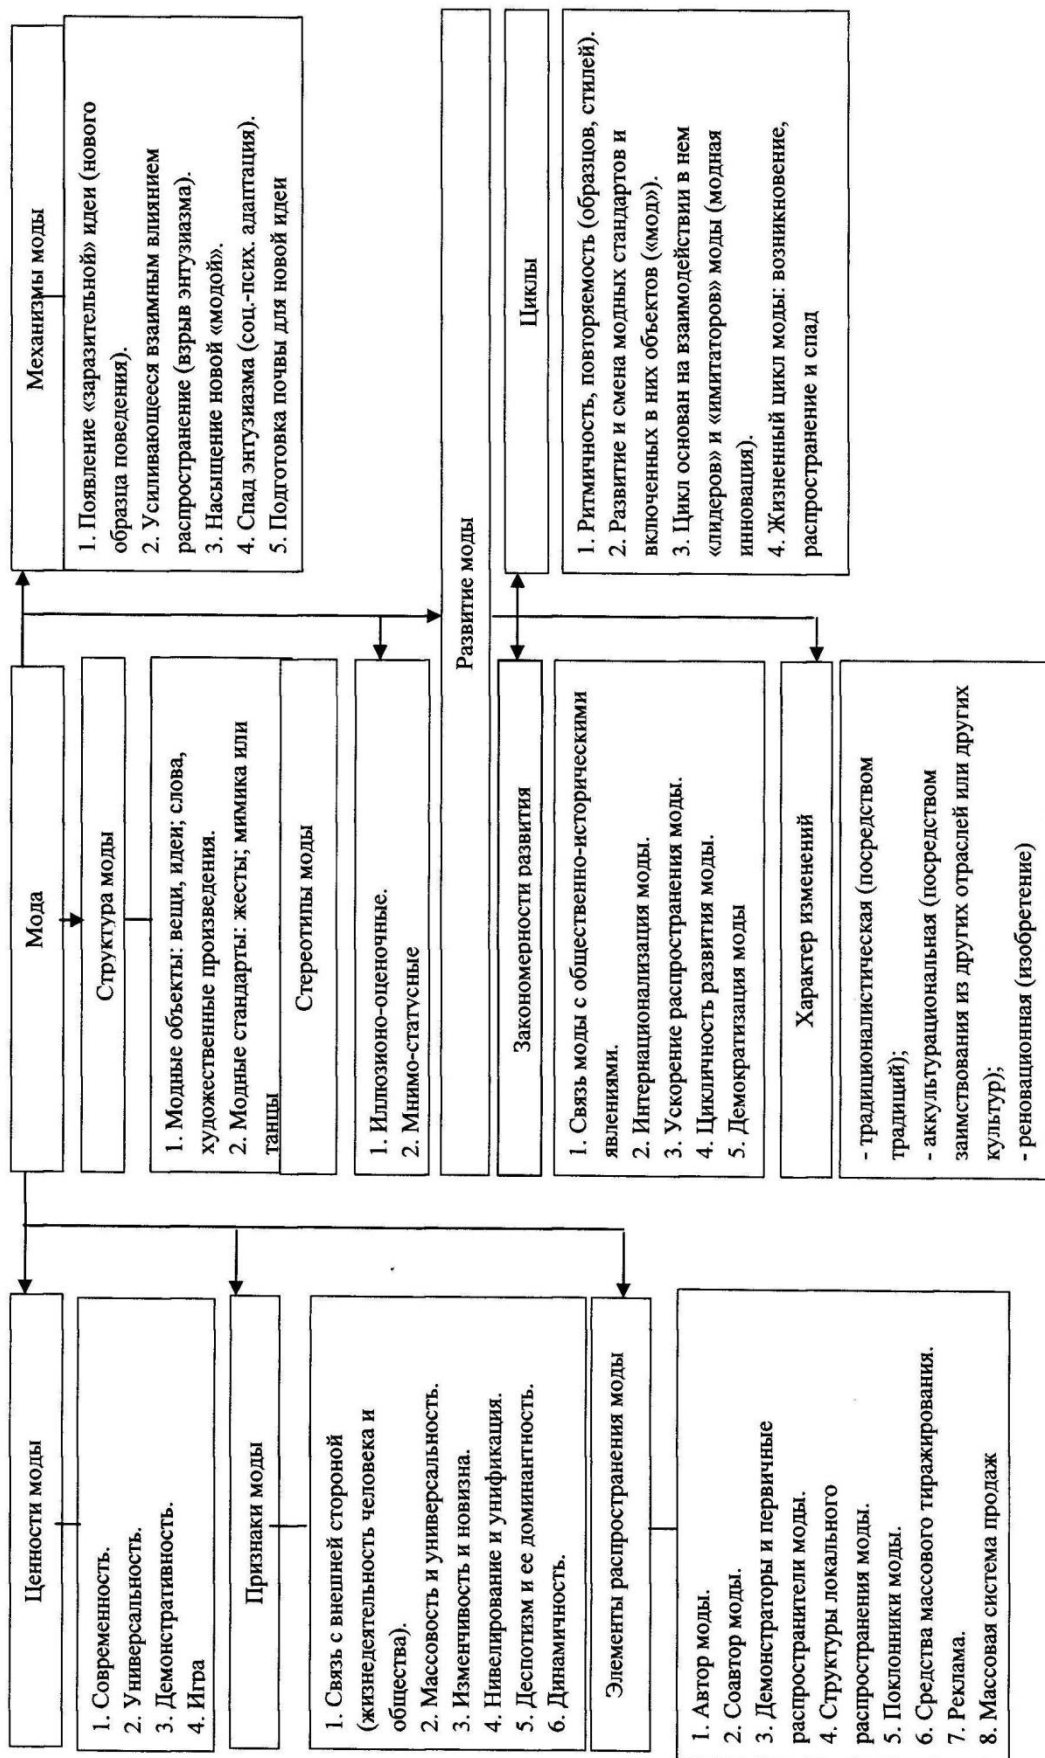 Ценности моды
1. Современность.
2. Универсальность.
3. Демонстративность.
4. Игра
Признаки моды
1. Связь с внешней стороной
(жизнедеятельность человека и
общества).
2. Массовость и универсальность.
3. Изменчивость и новизна.
4. Нивелирование и унификация.
5. Деспотизм и ее доминантность.
6. Динамичность.
Элементы распространения моды
1. Автор моды.
2. Соавтор моды.
3. Демонстраторы и первичные
распространители моды.
4. Структуры локального
распространения моды.
5. Поклонники моды.
6. Средства массового тиражирования.
7. Реклама.
8. Массовая система продаж
Мода
Структура моды
1. Модные объекты: вещи, идеи; слова,
художественные произведения.
2. Модные стандарты: жесты; мимика или
танцы
Стереотипы моды
1. Иллюзионо-оценочные.
2. Мнимо-статусные
Механизмы моды
1. Появление «заразительной» идеи (нового
образца поведения).
2. Усиливающееся взаимным влиянием
распространение (взрыв энтузиазма).
3. Насыщение новой «модой».
4. Спад энтузиазма (соц.-псих. адаптация).
5. Подготовка почвы для новой идеи
Развитие моды
Закономерности развития
1. Связь моды с общественно-историческими
явлениями.
2. Интернационализация моды.
3. Ускорение распространения моды.
4. Цикличность развития моды.
5. Демократизация моды
Характер изменений
- традиционалистическая (посредством
традиций);
- аккультурациональная (посредством
заимствования из других отраслей или других
культур);
- реновационная (изобретение)
Циклы
1. Ритмичность, повторяемость (образцов, стилей).
2. Развитие и смена модных стандартов и
включенных в них объектов («мод»).
3. Цикл основан на взаимодействии в нем
«лидеров» и «имитаторов» моды (модная
инновация).
4. Жизненный цикл моды: возникновение,
распространение и спад